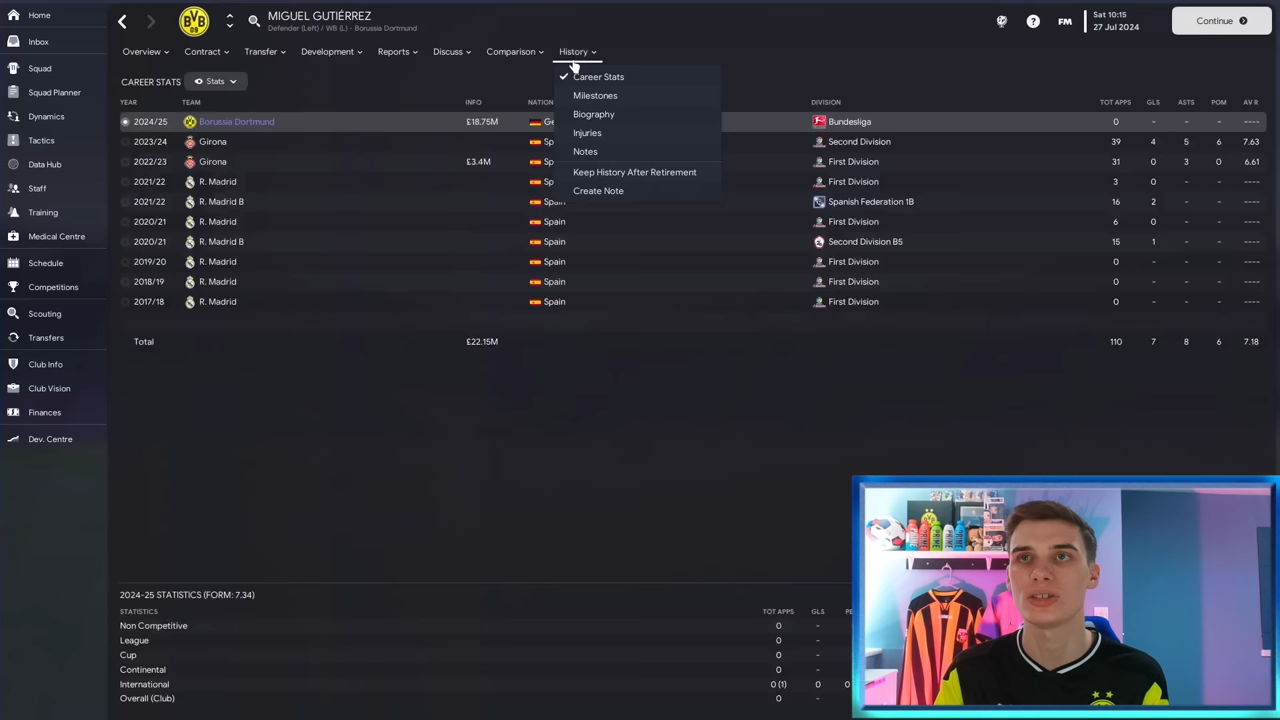 Home
Inbox
Squad
Squad Planner
Dynamics
Tactics
Data Hub
Staff
Training
Medical Centre
Schedule
Competitions
Scouting
Transfers
Club Info
Club Vision
Finances
Dev. Centre
BVB 09
MIGUEL GUTIÉRREZ
Defender (Left) / WB (L) - Borussia Dortmund
? FM Sat 10:15
27 Jul 2024
Continue
Overview Contract Transfer Development Reports Discuss Comparison History
CAREER STATS Stats
Career Stats
Milestones
Biography
Injuries
Notes
Keep History After Retirement
Create Note
YEAR TEAM INFO NATION DIVISION TOT APPS GLS ASTS POM AV R
2024/25 Borussia Dortmund £18.75M Ge Bundesliga 0 - - - ----
2023/24 Girona Sp Second Division 39 4 5 6 7.63
2022/23 Girona £3.4M Sp First Division 31 0 3 0 6.61
2021/22 R. Madrid Sp First Division 3 0 - - ----
2021/22 R. Madrid B Spain Spanish Federation 1B 16 2 - - ----
2020/21 R. Madrid Spain First Division 6 0 - - ----
2020/21 R. Madrid B Spain Second Division B5 15 1 - - ----
2019/20 R. Madrid Spain First Division 0 - - - ----
2018/19 R. Madrid Spain First Division 0 - - - ----
2017/18 R. Madrid Spain First Division 0 - - - ----
Total £22.15M 110 7 8 6 7.18
2024-25 STATISTICS (FORM: 7.34)
STATISTICS TOT APPS GLS PE
Non Competitive 0 -
League 0 -
Cup 0 -
Continental 0 -
International 0 (1) 0 0
Overall (Club) 0 -